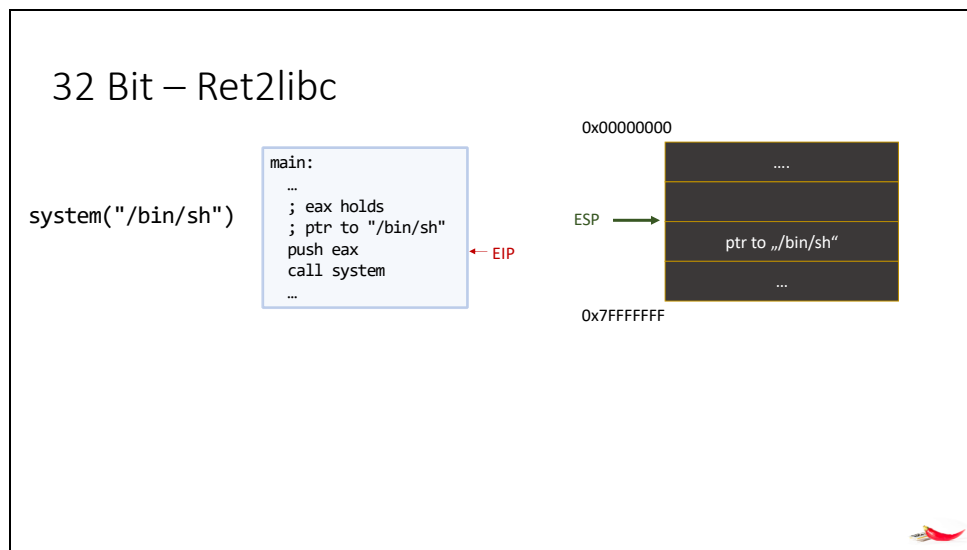 32 Bit – Ret2libc
system("/bin/sh")
main:
…
; eax holds
; ptr to "/bin/sh"
push eax
call system
…
EIP
0x00000000
….
ESP
ptr to „/bin/sh“
…
0x7FFFFFFF